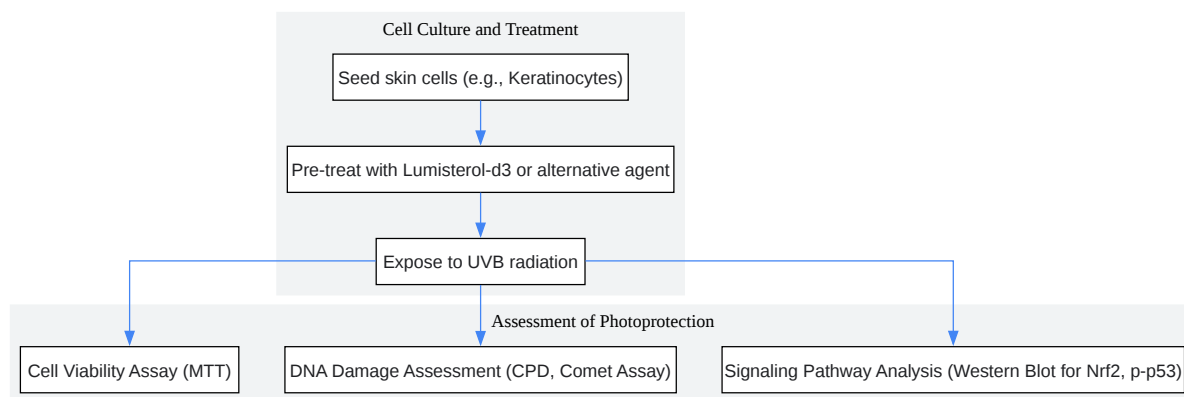 Cell Culture and Treatment
Seed skin cells (e.g., Keratinocytes)
Pre-treat with Lumisterol-d3 or alternative agent
Expose to UVB radiation
Assessment of Photoprotection
Cell Viability Assay (MTT)
DNA Damage Assessment (CPD, Comet Assay)
Signaling Pathway Analysis (Western Blot for Nrf2, p-p53)